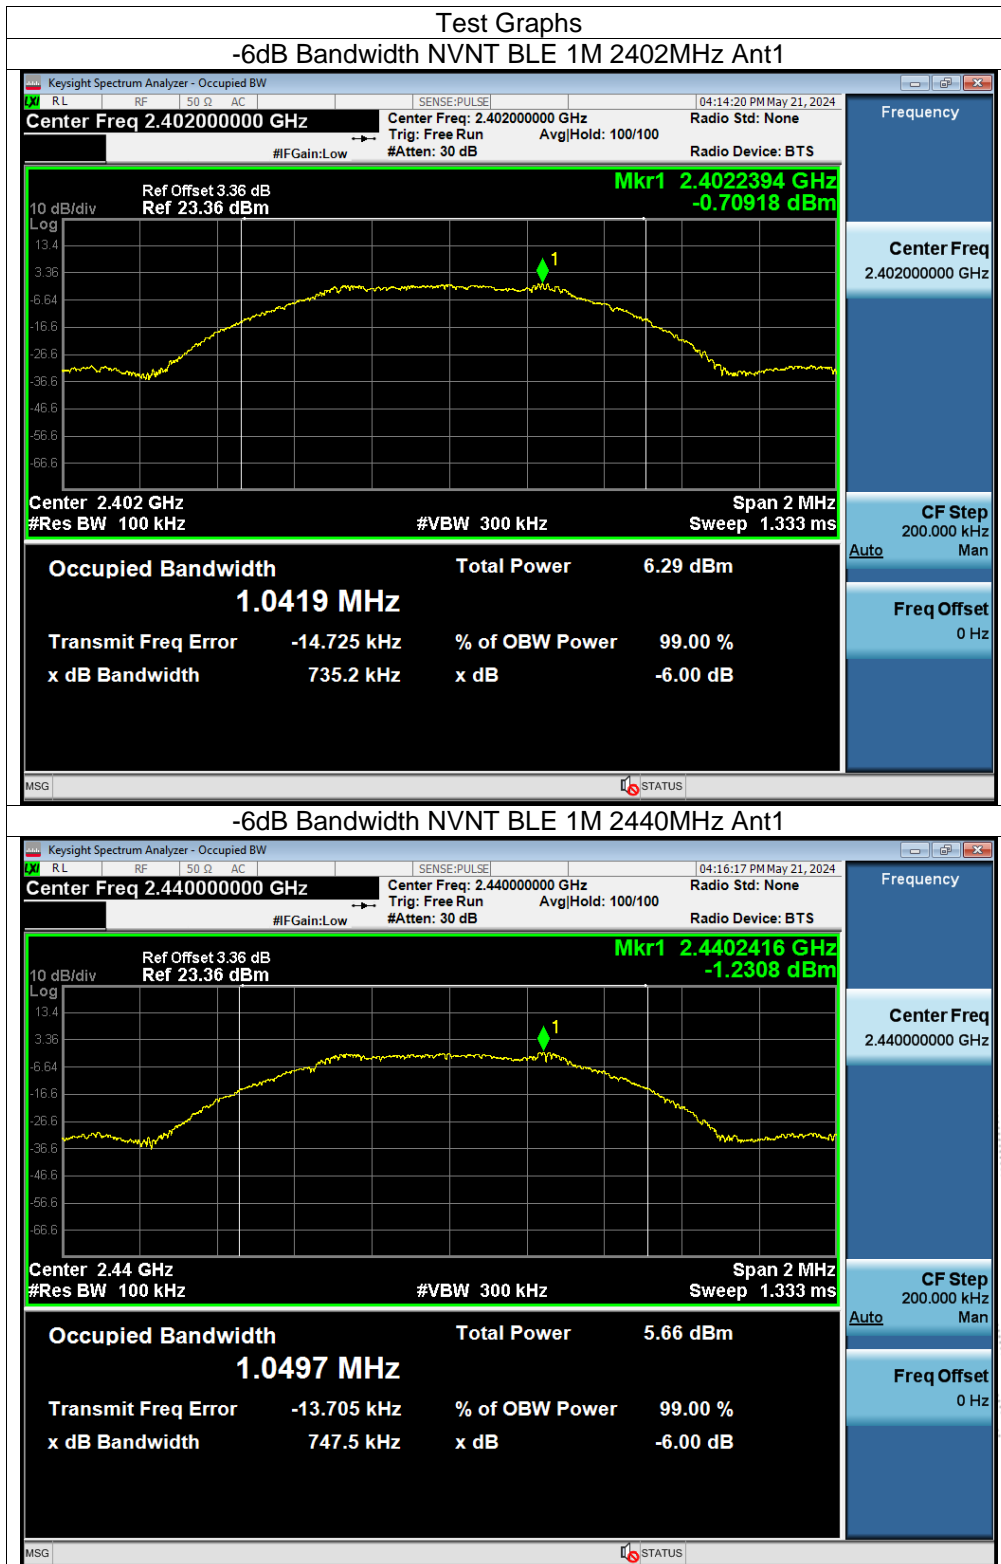 Test Graphs
-6dB Bandwidth NVNT BLE 1M 2402MHz Ant1
Keysight Spectrum Analyzer - Occupied BW
LXI RL RF 50 Ω AC SENSE:PULSE 04:14:20 PM May 21, 2024
Center Freq 2.402000000 GHz Center Freq: 2.402000000 GHz Radio Std: None Frequency
Trig: Free Run Avg|Hold: 100/100
#IFGain:Low #Atten: 30 dB Radio Device: BTS
Mkr1 2.4022394 GHz
Ref Offset 3.36 dB
10 dB/div Ref 23.36 dBm -0.70918 dBm
Log
13.4
3.36
-6.64
-16.6
-26.6
-36.6
-46.6
-56.6
-66.6
1
Center Freq
2.402000000 GHz
Center 2.402 GHz Span 2 MHz
#Res BW 100 kHz #VBW 300 kHz Sweep 1.333 ms
CF Step
200.000 kHz
Auto Man
Occupied Bandwidth Total Power 6.29 dBm
1.0419 MHz
Freq Offset
0 Hz
Transmit Freq Error -14.725 kHz % of OBW Power 99.00 %
x dB Bandwidth 735.2 kHz x dB -6.00 dB
MSG STATUS
-6dB Bandwidth NVNT BLE 1M 2440MHz Ant1
Keysight Spectrum Analyzer - Occupied BW
LXI RL RF 50 Ω AC SENSE:PULSE 04:16:17 PM May 21, 2024
Center Freq 2.440000000 GHz Center Freq: 2.440000000 GHz Radio Std: None Frequency
Trig: Free Run Avg|Hold: 100/100
#IFGain:Low #Atten: 30 dB Radio Device: BTS
Mkr1 2.4402416 GHz
Ref Offset 3.36 dB
10 dB/div Ref 23.36 dBm -1.2308 dBm
Log
13.4
3.36
-6.64
-16.6
-26.6
-36.6
-46.6
-56.6
-66.6
1
Center Freq
2.440000000 GHz
Center 2.44 GHz Span 2 MHz
#Res BW 100 kHz #VBW 300 kHz Sweep 1.333 ms
CF Step
200.000 kHz
Auto Man
Occupied Bandwidth Total Power 5.66 dBm
1.0497 MHz
Freq Offset
0 Hz
Transmit Freq Error -13.705 kHz % of OBW Power 99.00 %
x dB Bandwidth 747.5 kHz x dB -6.00 dB
MSG STATUS